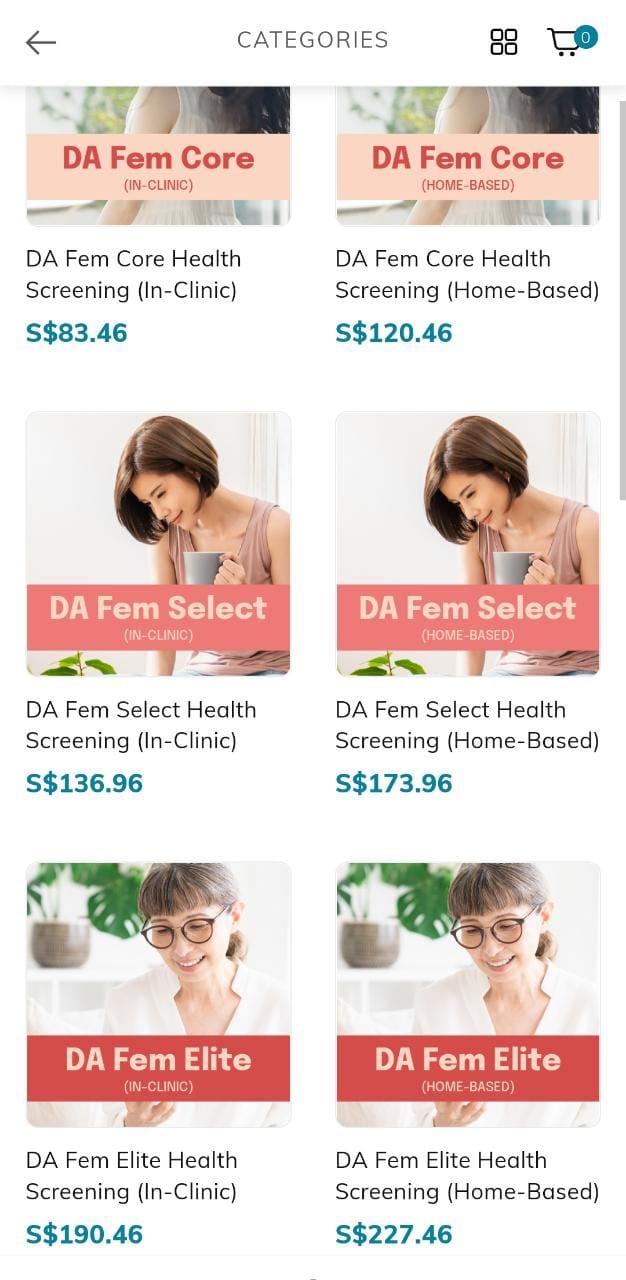 CATEGORIES
0
DA Fem Core
(IN-CLINIC)
DA Fem Core
(HOME-BASED)
DA Fem Core Health
Screening (In-Clinic)
S$83.46
DA Fem Core Health
Screening (Home-Based)
S$120.46
DA Fem Select
(IN-CLINIC)
DA Fem Select
(HOME-BASED)
DA Fem Select Health
Screening (In-Clinic)
S$136.96
DA Fem Select Health
Screening (Home-Based)
S$173.96
DA Fem Elite
(IN-CLINIC)
DA Fem Elite
(HOME-BASED)
DA Fem Elite Health
Screening (In-Clinic)
S$190.46
DA Fem Elite Health
Screening (Home-Based)
S$227.46